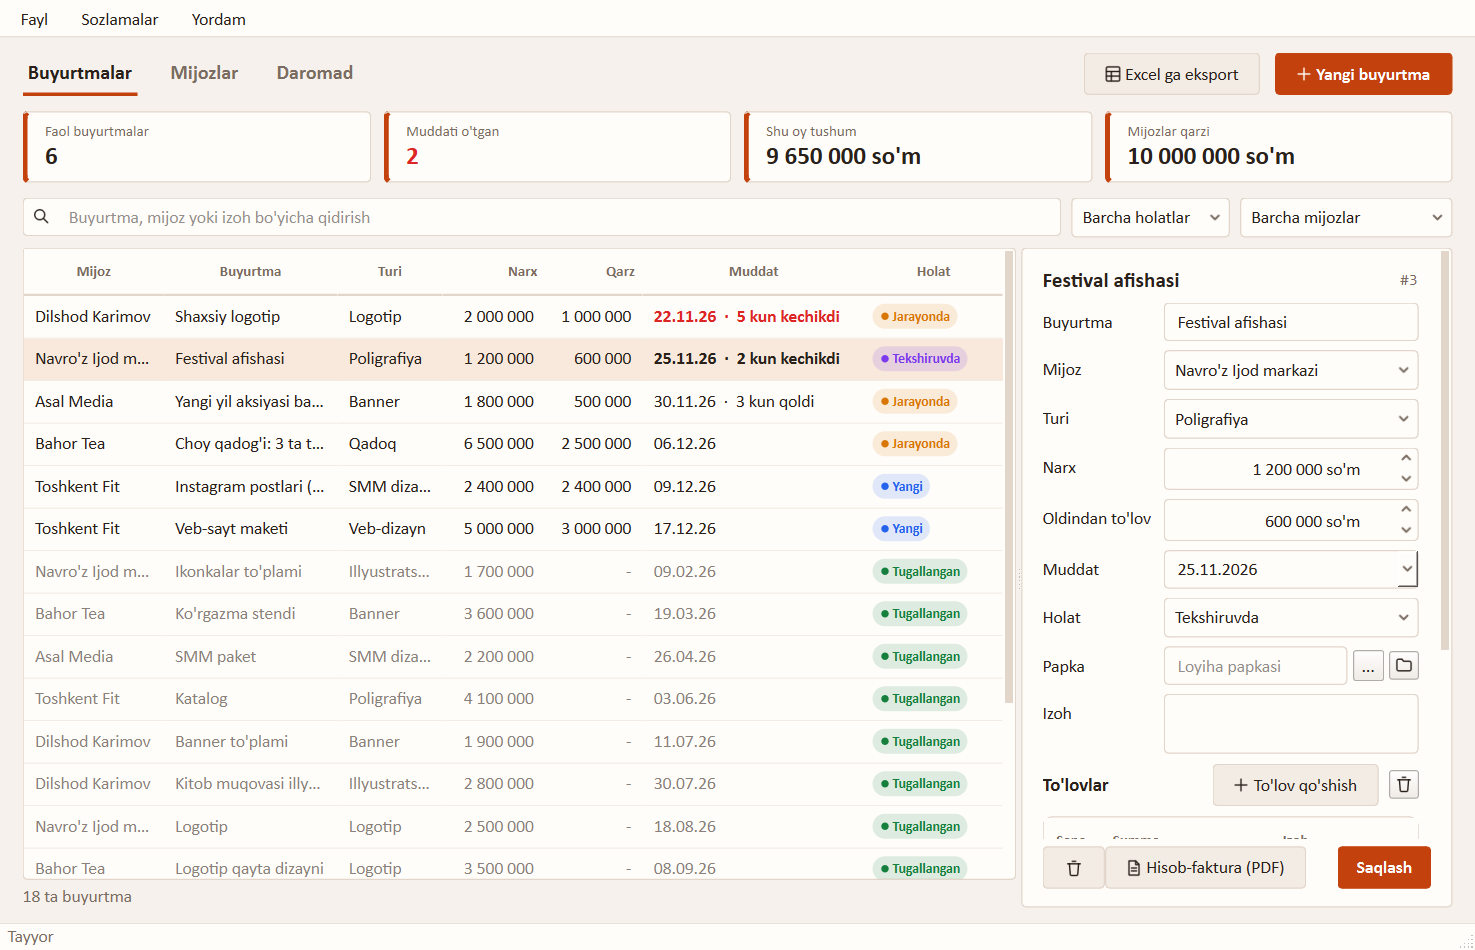 Fayl Sozlamalar Yordam
Buyurtmalar Mijozlar Daromad Excel ga eksport + Yangi buyurtma
Faol buyurtmalar
6
Muddati o'tgan
2
Shu oy tushum
9 650 000 so'm
Mijozlar qarzi
10 000 000 so'm
Buyurtma, mijoz yoki izoh bo'yicha qidirish Barcha holatlar Barcha mijozlar
Mijoz Buyurtma Turi Narx Qarz Muddat Holat
Dilshod Karimov Shaxsiy logotip Logotip 2 000 000 1 000 000 22.11.26 · 5 kun kechikdi Jarayonda
Navro'z Ijod m... Festival afishasi Poligrafiya 1 200 000 600 000 25.11.26 · 2 kun kechikdi Tekshiruvda
Asal Media Yangi yil aksiyasi ba... Banner 1 800 000 500 000 30.11.26 · 3 kun qoldi Jarayonda
Bahor Tea Choy qadog'i: 3 ta t... Qadoq 6 500 000 2 500 000 06.12.26 Jarayonda
Toshkent Fit Instagram postlari (... SMM diza... 2 400 000 2 400 000 09.12.26 Yangi
Toshkent Fit Veb-sayt maketi Veb-dizayn 5 000 000 3 000 000 17.12.26 Yangi
Navro'z Ijod m... Ikonkalar to'plami Illyustrats... 1 700 000 - 09.02.26 Tugallangan
Bahor Tea Ko'rgazma stendi Banner 3 600 000 - 19.03.26 Tugallangan
Asal Media SMM paket SMM diza... 2 200 000 - 26.04.26 Tugallangan
Toshkent Fit Katalog Poligrafiya 4 100 000 - 03.06.26 Tugallangan
Dilshod Karimov Banner to'plami Banner 1 900 000 - 11.07.26 Tugallangan
Dilshod Karimov Kitob muqovasi illy... Illyustrats... 2 800 000 - 30.07.26 Tugallangan
Navro'z Ijod m... Logotip Logotip 2 500 000 - 18.08.26 Tugallangan
Bahor Tea Logotip qayta dizayni Logotip 3 500 000 - 08.09.26 Tugallangan
18 ta buyurtma
Festival afishasi #3
Buyurtma Festival afishasi
Mijoz Navro'z Ijod markazi
Turi Poligrafiya
Narx 1 200 000 so'm
Oldindan to'lov 600 000 so'm
Muddat 25.11.2026
Holat Tekshiruvda
Papka Loyiha papkasi ...
Izoh
To'lovlar + To'lov qo'shish
Hisob-faktura (PDF) Saqlash
Tayyor